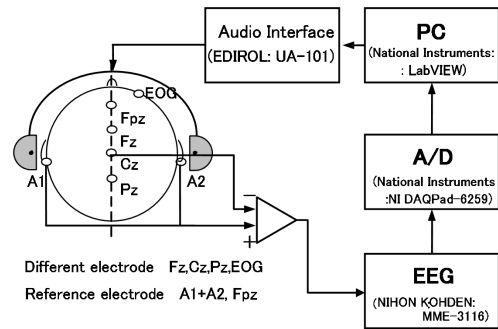 Audio Interface
(EDIROL: UA-101)
PC
(National Instruments:
: LabVIEW)
EOG
Fpz
Fz
Cz
Pz
A1
A2
A/D
(National Instruments
:NI DAQPad-6259)
−
+
EEG
(NIHON KOHDEN:
MME-3116)
Different electrode Fz,Cz,Pz,EOG
Reference electrode A1+A2, Fpz